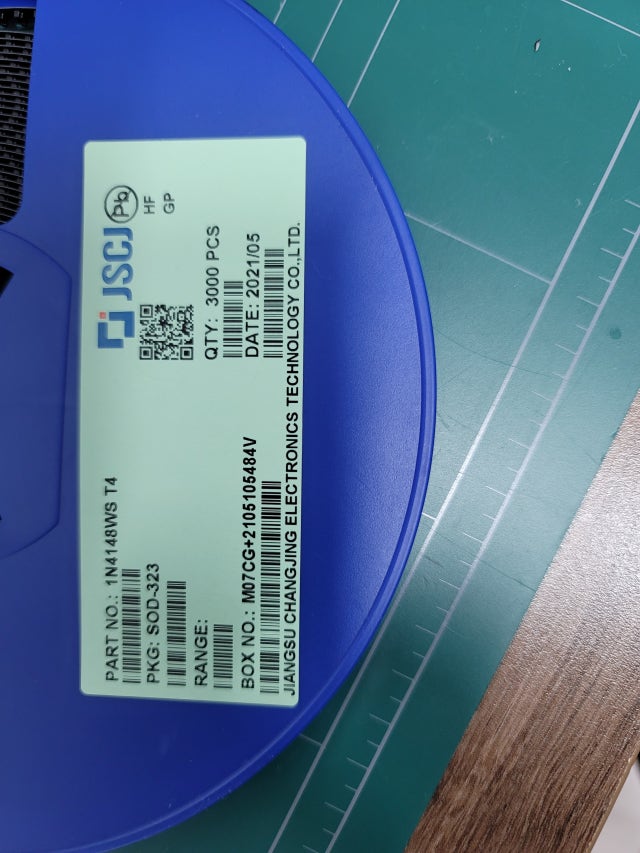 JSCJ
Pb
HF
GP
PART NO.: 1N4148WS T4
PKG: SOD-323
QTY: 3000 PCS
RANGE:
DATE: 2021/05
BOX NO.: M07CG+2105105484V
JIANGSU CHANGJING ELECTRONICS TECHNOLOGY CO.,LTD.